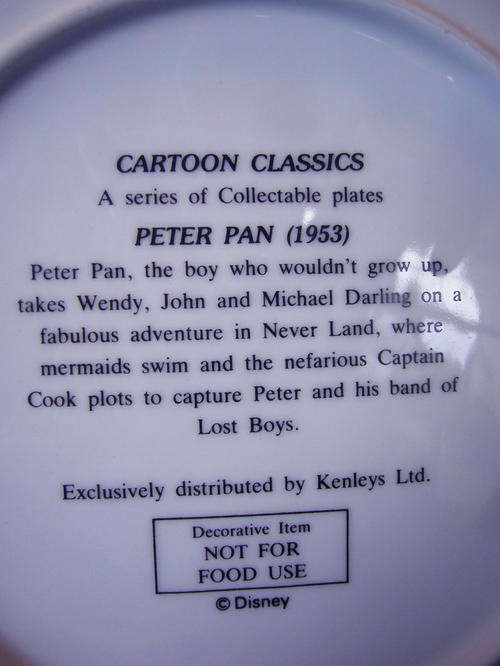 CARTOON CLASSICS
A series of Collectable plates
PETER PAN (1953)
Peter Pan, the boy who wouldn't grow up,
takes Wendy, John and Michael Darling on a
fabulous adventure in Never Land, where
mermaids swim and the nefarious Captain
Cook plots to capture Peter and his band of
Lost Boys.
Exclusively distributed by Kenleys Ltd.
Decorative Item
NOT FOR
FOOD USE
© Disney